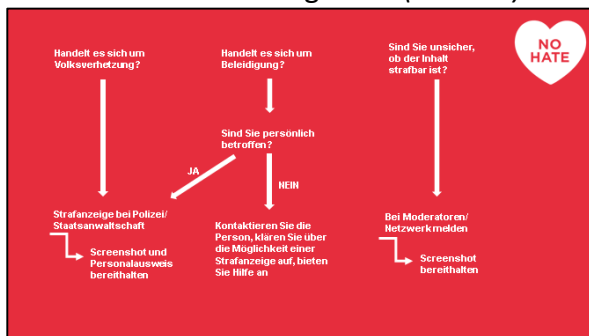 Handelt es sich um
Volksverhetzung?
Handelt es sich um
Beleidigung?
Sind Sie unsicher,
ob der Inhalt
strafbar ist?
NO
HATE
Sind Sie persönlich
betroffen?
JA
NEIN
Strafanzeige bei Polizei/
Staatsanwaltschaft
Screenshot und
Personalausweis
bereithalten
Kontaktieren Sie die
Person, klären Sie über
die Möglichkeit einer
Strafanzeige auf, bieten
Sie Hilfe an
Bei Moderatoren/
Netzwerk melden
Screenshot
bereithalten